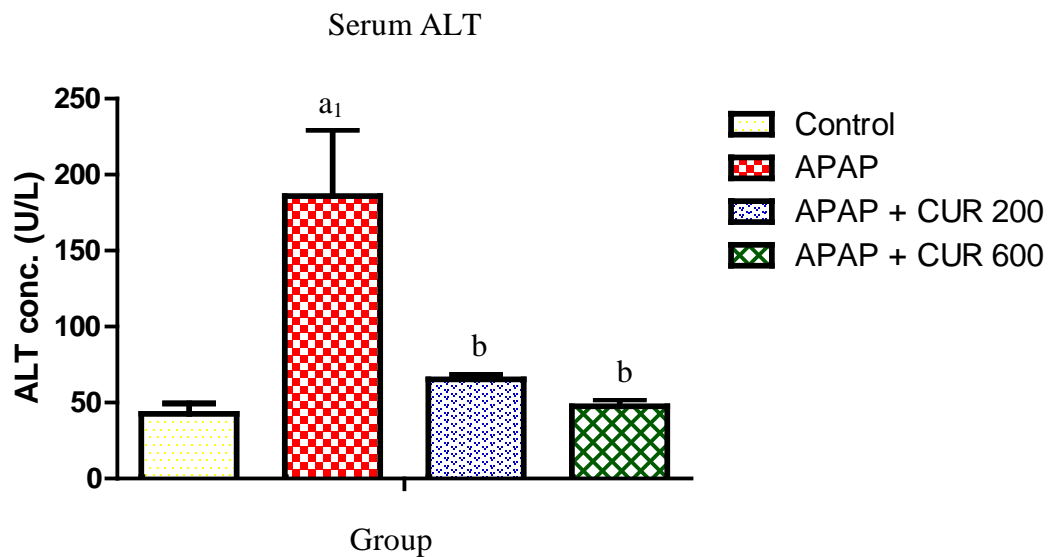 Serum ALT
250
200
150
100
50
0
ALT conc. (U/L)
a₁
b
b
Group
Control
APAP
APAP + CUR 200
APAP + CUR 600